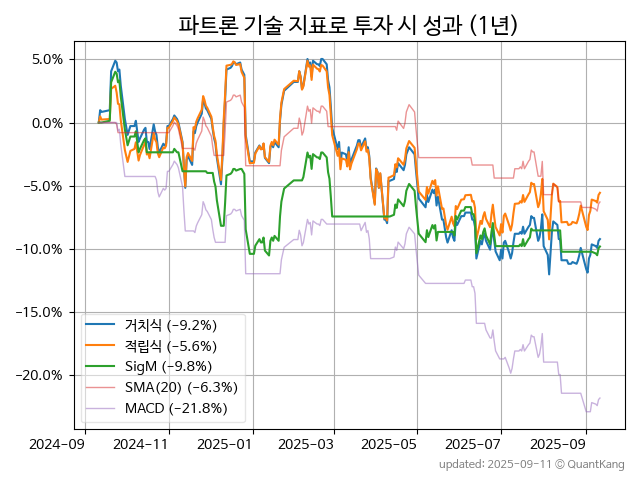 파트론 기술 지표로 투자 시 성과 (1년)
5.0%
0.0%
−5.0%
−10.0%
−15.0%
−20.0%
거치식 (−9.2%)
적립식 (−5.6%)
SigM (−9.8%)
SMA(20) (−6.3%)
MACD (−21.8%)
2024-09 2024-11 2025-01 2025-03 2025-05 2025-07 2025-09
updated: 2025-09-11 ⓒ QuantKang